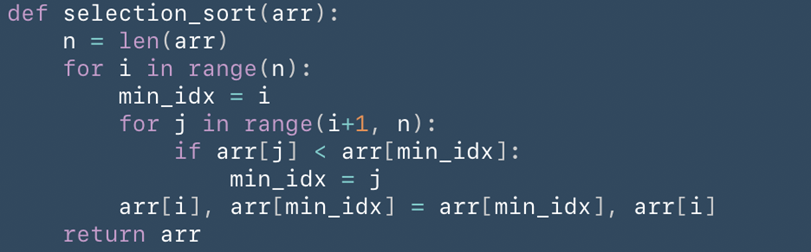 def selection_sort(arr):
    n = len(arr)
    for i in range(n):
        min_idx = i
        for j in range(i+1, n):
            if arr[j] < arr[min_idx]:
                min_idx = j
        arr[i], arr[min_idx] = arr[min_idx], arr[i]
    return arr